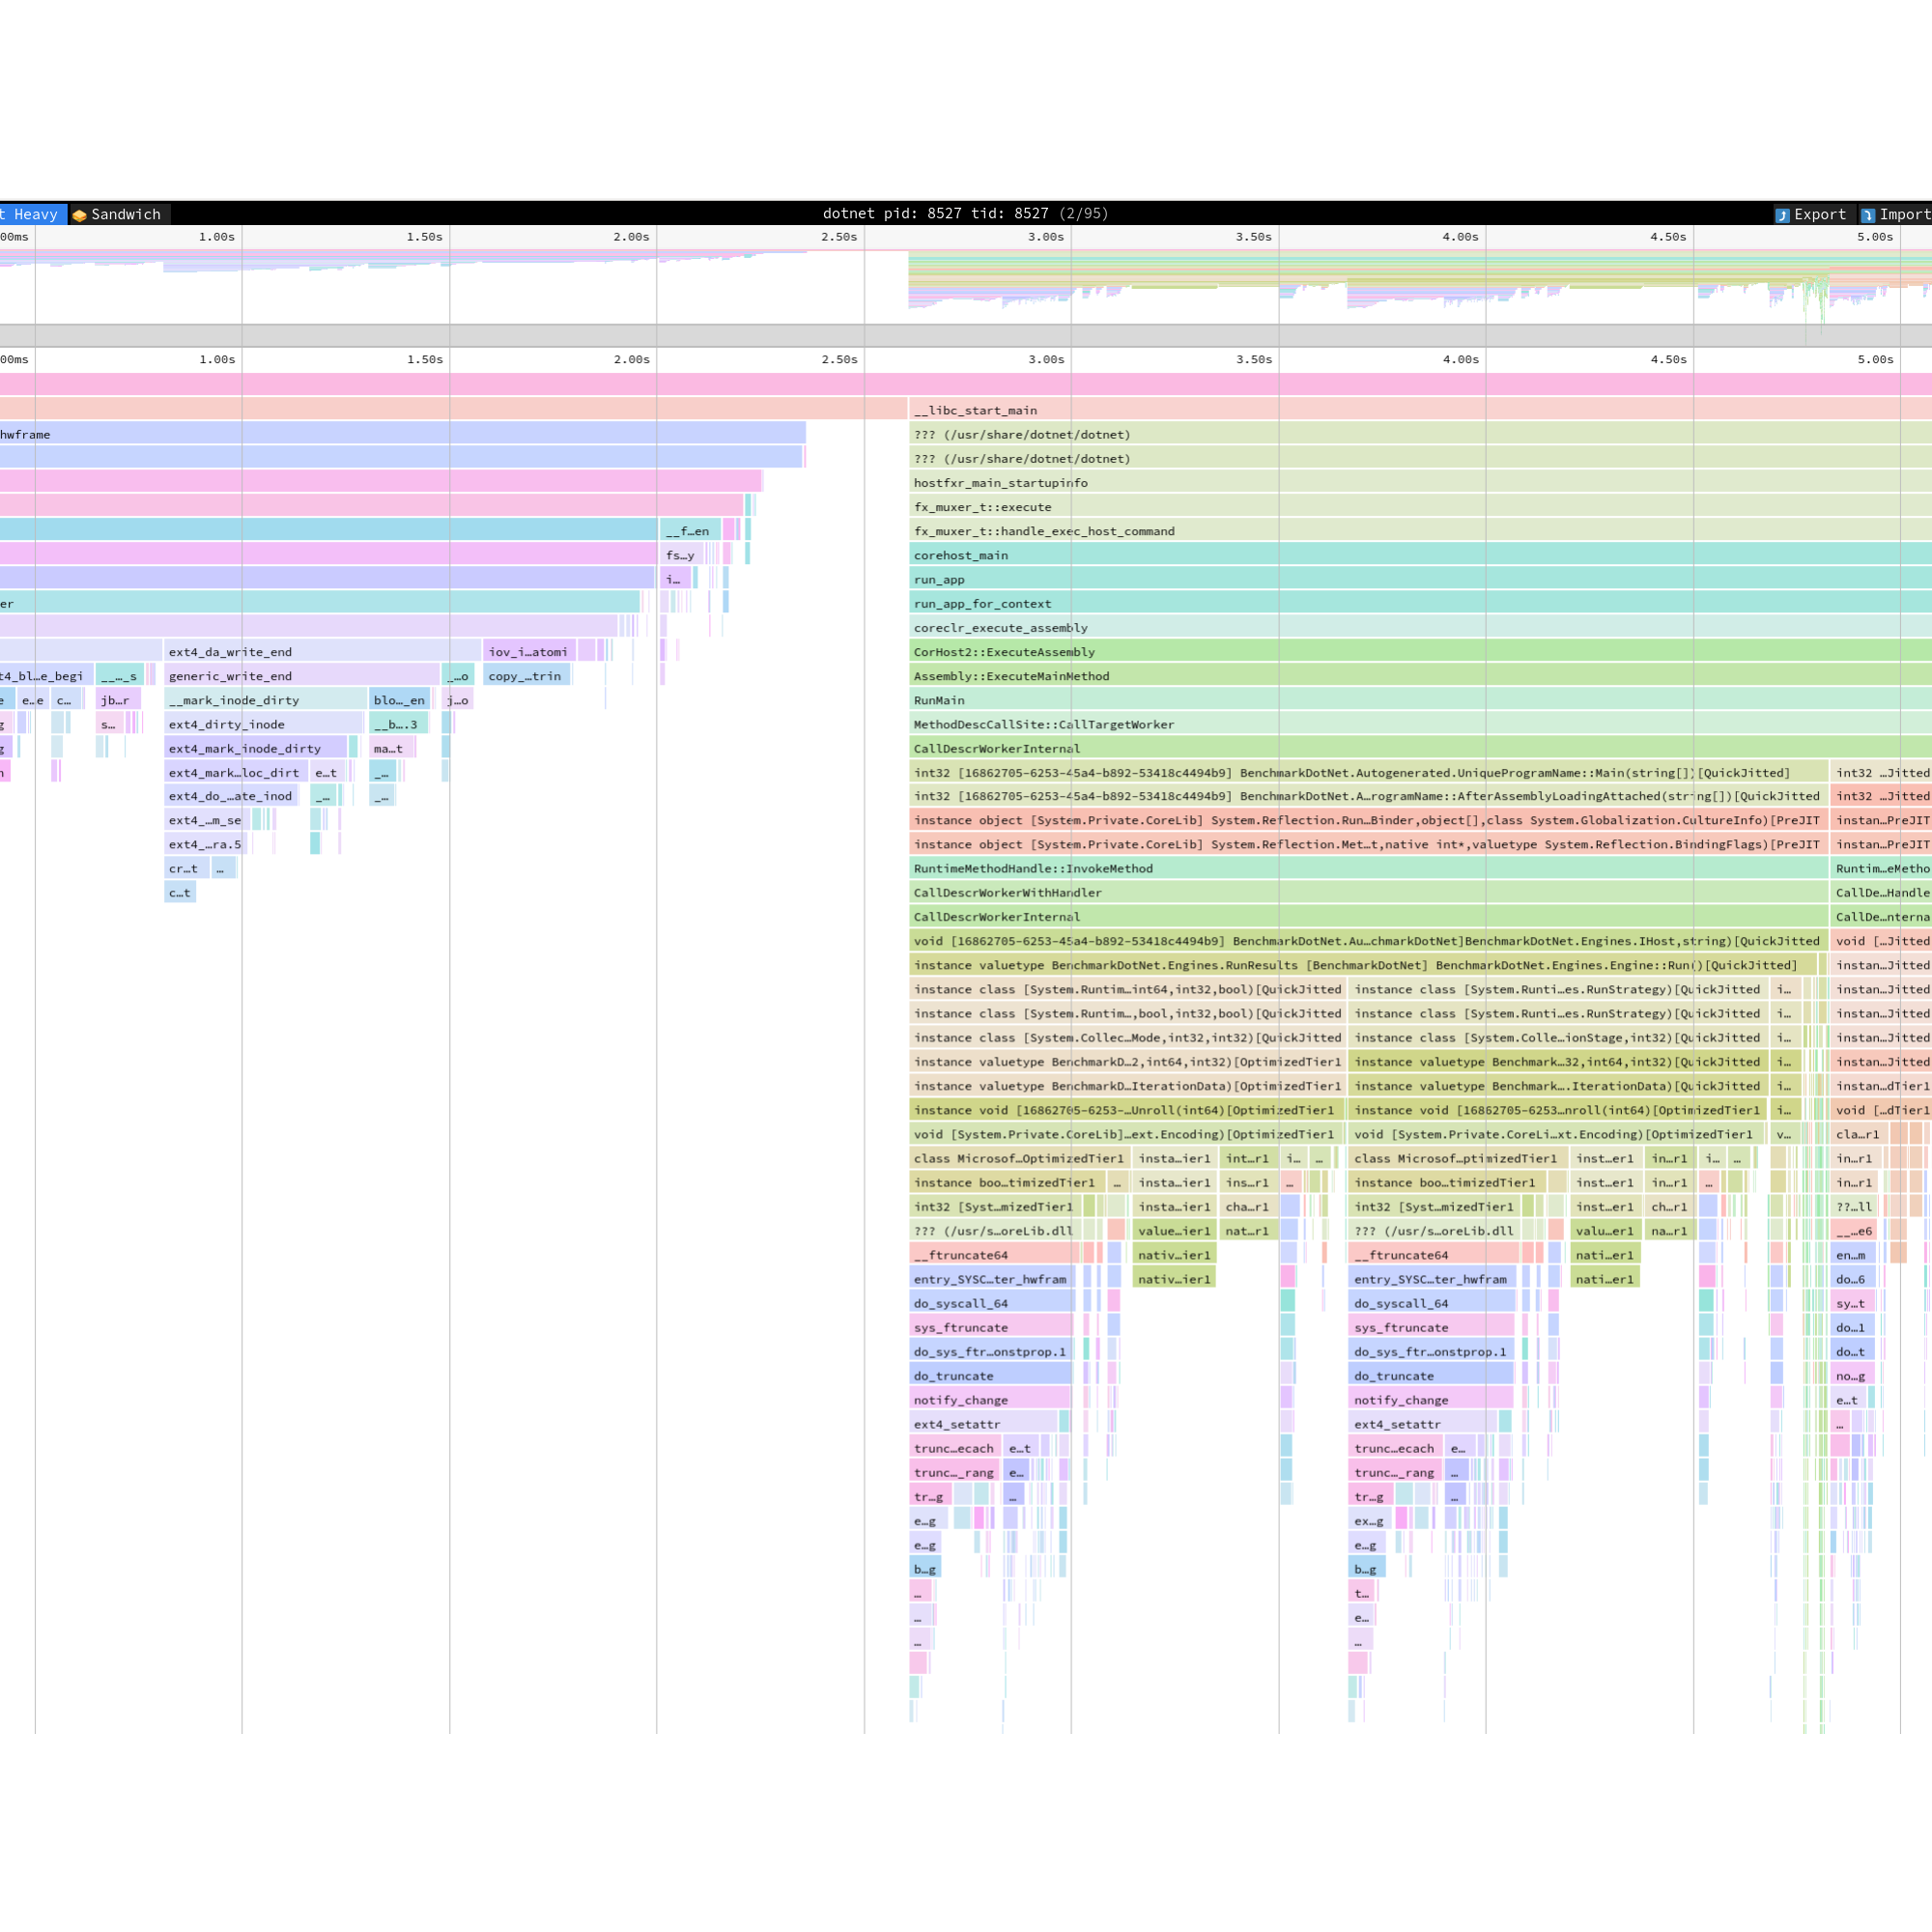 t Heavy Sandwich dotnet pid: 8527 tid: 8527 (2/95) Export Import
00ms 1.00s 1.50s 2.00s 2.50s 3.00s 3.50s 4.00s 4.50s 5.00s
00ms 1.00s 1.50s 2.00s 2.50s 3.00s 3.50s 4.00s 4.50s 5.00s
__libc_start_main
hwframe ??? (/usr/share/dotnet/dotnet)
??? (/usr/share/dotnet/dotnet)
hostfxr_main_startupinfo
fx_muxer_t::execute
__f…en fx_muxer_t::handle_exec_host_command
fs…y corehost_main
i… run_app
er run_app_for_context
coreclr_execute_assembly
ext4_da_write_end iov_i…atomi CorHost2::ExecuteAssembly
t4_bl…e_begi __…_s generic_write_end _…o copy_…trin Assembly::ExecuteMainMethod
e e…e c… jb…r __mark_inode_dirty blo…_en j…o RunMain
g s… ext4_dirty_inode __b….3 MethodDescCallSite::CallTargetWorker
g ext4_mark_inode_dirty ma…t CallDescrWorkerInternal
n ext4_mark…loc_dirt e…t _… int32 [16862705-6253-45a4-b892-53418c4494b9] BenchmarkDotNet.Autogenerated.UniqueProgramName::Main(string[])[QuickJitted] int32 …Jitted
ext4_do_…ate_inod _… _… int32 [16862705-6253-45a4-b892-53418c4494b9] BenchmarkDotNet.A…rogramName::AfterAssemblyLoadingAttached(string[])[QuickJitted int32 …Jitted
ext4_…m_se instance object [System.Private.CoreLib] System.Reflection.Run…Binder,object[],class System.Globalization.CultureInfo)[PreJIT instan…PreJIT
ext4_…ra.5 instance object [System.Private.CoreLib] System.Reflection.Met…t,native int*,valuetype System.Reflection.BindingFlags)[PreJIT instan…PreJIT
cr…t … RuntimeMethodHandle::InvokeMethod Runtim…eMetho
c…t CallDescrWorkerWithHandler CallDe…Handle
CallDescrWorkerInternal CallDe…nterna
void [16862705-6253-45a4-b892-53418c4494b9] BenchmarkDotNet.Au…chmarkDotNet]BenchmarkDotNet.Engines.IHost,string)[QuickJitted void […Jitted
instance valuetype BenchmarkDotNet.Engines.RunResults [BenchmarkDotNet] BenchmarkDotNet.Engines.Engine::Run()[QuickJitted] instan…Jitted
instance class [System.Runtim…int64,int32,bool)[QuickJitted instance class [System.Runti…es.RunStrategy)[QuickJitted i… instan…Jitted
instance class [System.Runtim…,bool,int32,bool)[QuickJitted instance class [System.Runti…es.RunStrategy)[QuickJitted i… instan…Jitted
instance class [System.Collec…Mode,int32,int32)[QuickJitted instance class [System.Colle…ionStage,int32)[QuickJitted i… instan…Jitted
instance valuetype BenchmarkD…2,int64,int32)[OptimizedTier1 instance valuetype Benchmark…32,int64,int32)[QuickJitted i… instan…Jitted
instance valuetype BenchmarkD…IterationData)[OptimizedTier1 instance valuetype Benchmark….IterationData)[QuickJitted i… instan…dTier1
instance void [16862705-6253-…Unroll(int64)[OptimizedTier1 instance void [16862705-6253…nroll(int64)[OptimizedTier1 i… void […dTier1
void [System.Private.CoreLib]…ext.Encoding)[OptimizedTier1 void [System.Private.CoreLi…xt.Encoding)[OptimizedTier1 v… cla…r1
class Microsof…OptimizedTier1 insta…ier1 int…r1 i… … class Microsof…ptimizedTier1 inst…er1 in…r1 i… … in…r1
instance boo…timizedTier1 … insta…ier1 ins…r1 … instance boo…timizedTier1 inst…er1 in…r1 … in…r1
int32 [Syst…mizedTier1 insta…ier1 cha…r1 int32 [Syst…mizedTier1 inst…er1 ch…r1 ??…ll
??? (/usr/s…oreLib.dll value…ier1 nat…r1 ??? (/usr/s…oreLib.dll valu…er1 na…r1 __…e6
__ftruncate64 nativ…ier1 __ftruncate64 nati…er1 en…m
entry_SYSC…ter_hwfram nativ…ier1 entry_SYSC…ter_hwfram nati…er1 do…6
do_syscall_64 do_syscall_64 sy…t
sys_ftruncate sys_ftruncate do…1
do_sys_ftr…onstprop.1 do_sys_ftr…onstprop.1 do…t
do_truncate do_truncate no…g
notify_change notify_change e…t
ext4_setattr ext4_setattr …
trunc…ecach e…t trunc…ecach e…
trunc…_rang e… trunc…_rang …
tr…g … tr…g …
e…g ex…g
e…g e…g
b…g b…g
… t…
… e…
… …